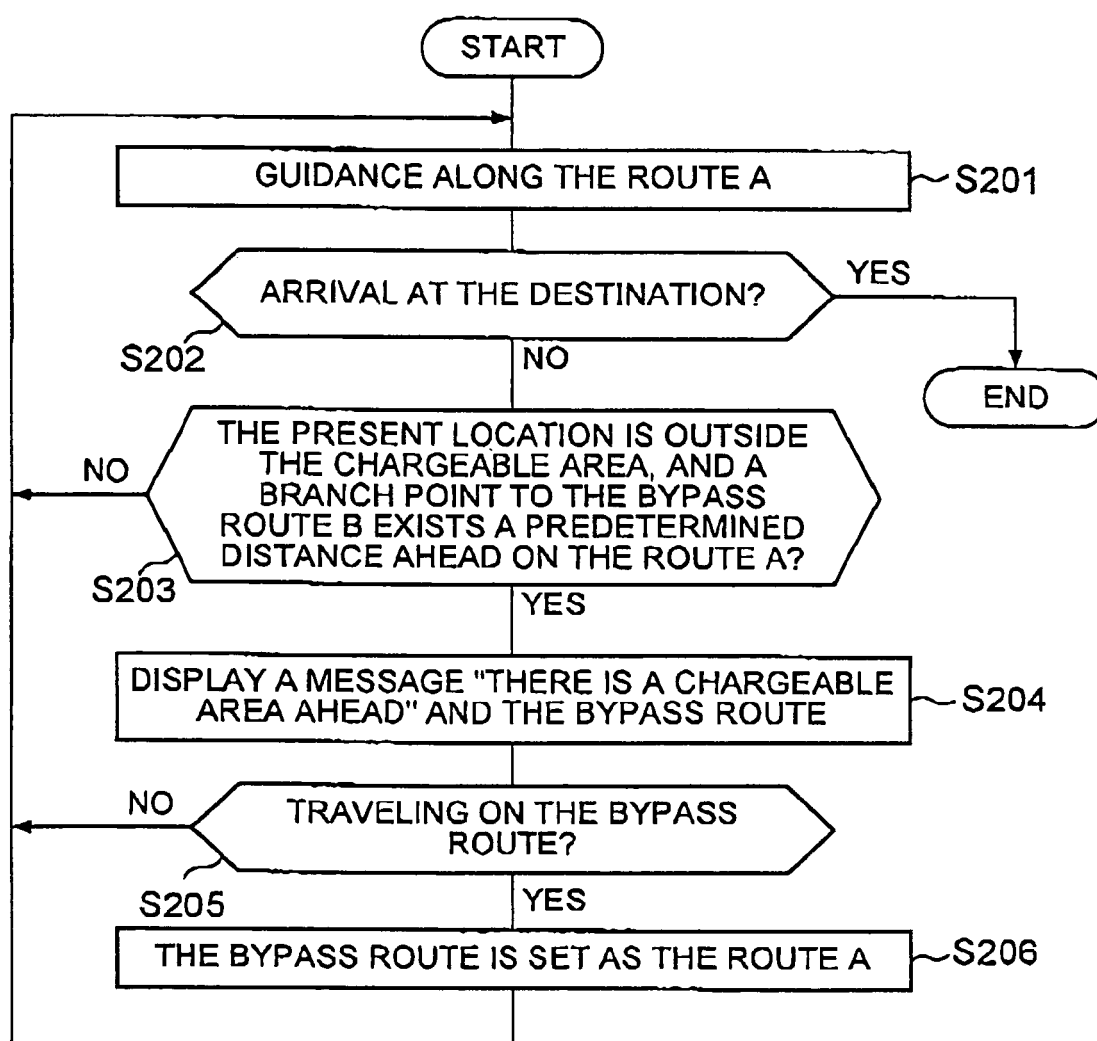 START
GUIDANCE ALONG THE ROUTE A
S201
ARRIVAL AT THE DESTINATION?
YES
S202
NO
END
THE PRESENT LOCATION IS OUTSIDE
THE CHARGEABLE AREA, AND A
BRANCH POINT TO THE BYPASS
ROUTE B EXISTS A PREDETERMINED
DISTANCE AHEAD ON THE ROUTE A?
NO
S203
YES
DISPLAY A MESSAGE "THERE IS A CHARGEABLE
AREA AHEAD" AND THE BYPASS ROUTE
S204
TRAVELING ON THE BYPASS
ROUTE?
NO
S205
YES
THE BYPASS ROUTE IS SET AS THE ROUTE A
S206